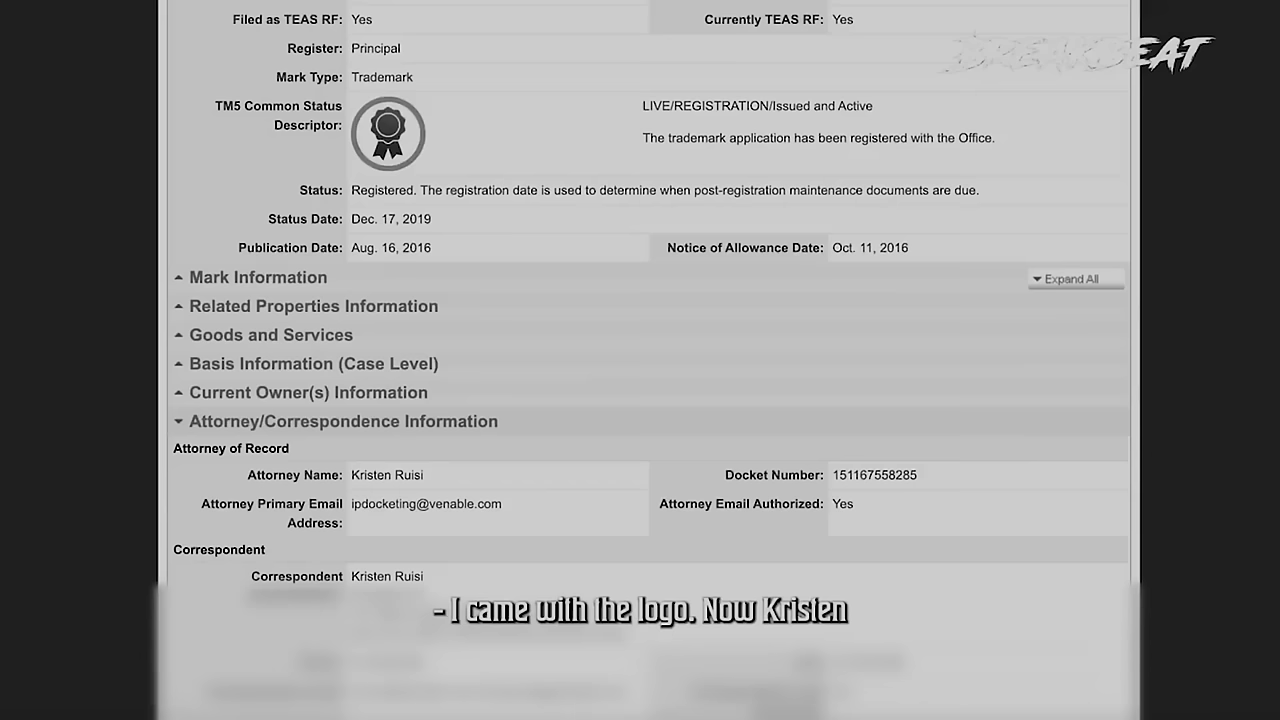 Filed as TEAS RF: Yes Currently TEAS RF: Yes
Register: Principal
BREAKBEAT
Mark Type: Trademark
TM5 Common Status Descriptor:
LIVE/REGISTRATION/Issued and Active
The trademark application has been registered with the Office.
Status: Registered. The registration date is used to determine when post-registration maintenance documents are due.
Status Date: Dec. 17, 2019
Publication Date: Aug. 16, 2016 Notice of Allowance Date: Oct. 11, 2016
Mark Information
Expand All
Related Properties Information
Goods and Services
Basis Information (Case Level)
Current Owner(s) Information
Attorney/Correspondence Information
Attorney of Record
Attorney Name: Kristen Ruisi Docket Number: 151167558285
Attorney Primary Email Address: ipdocketing@venable.com Attorney Email Authorized: Yes
Correspondent
Correspondent Kristen Ruisi
- I came with the logo. Now Kristen